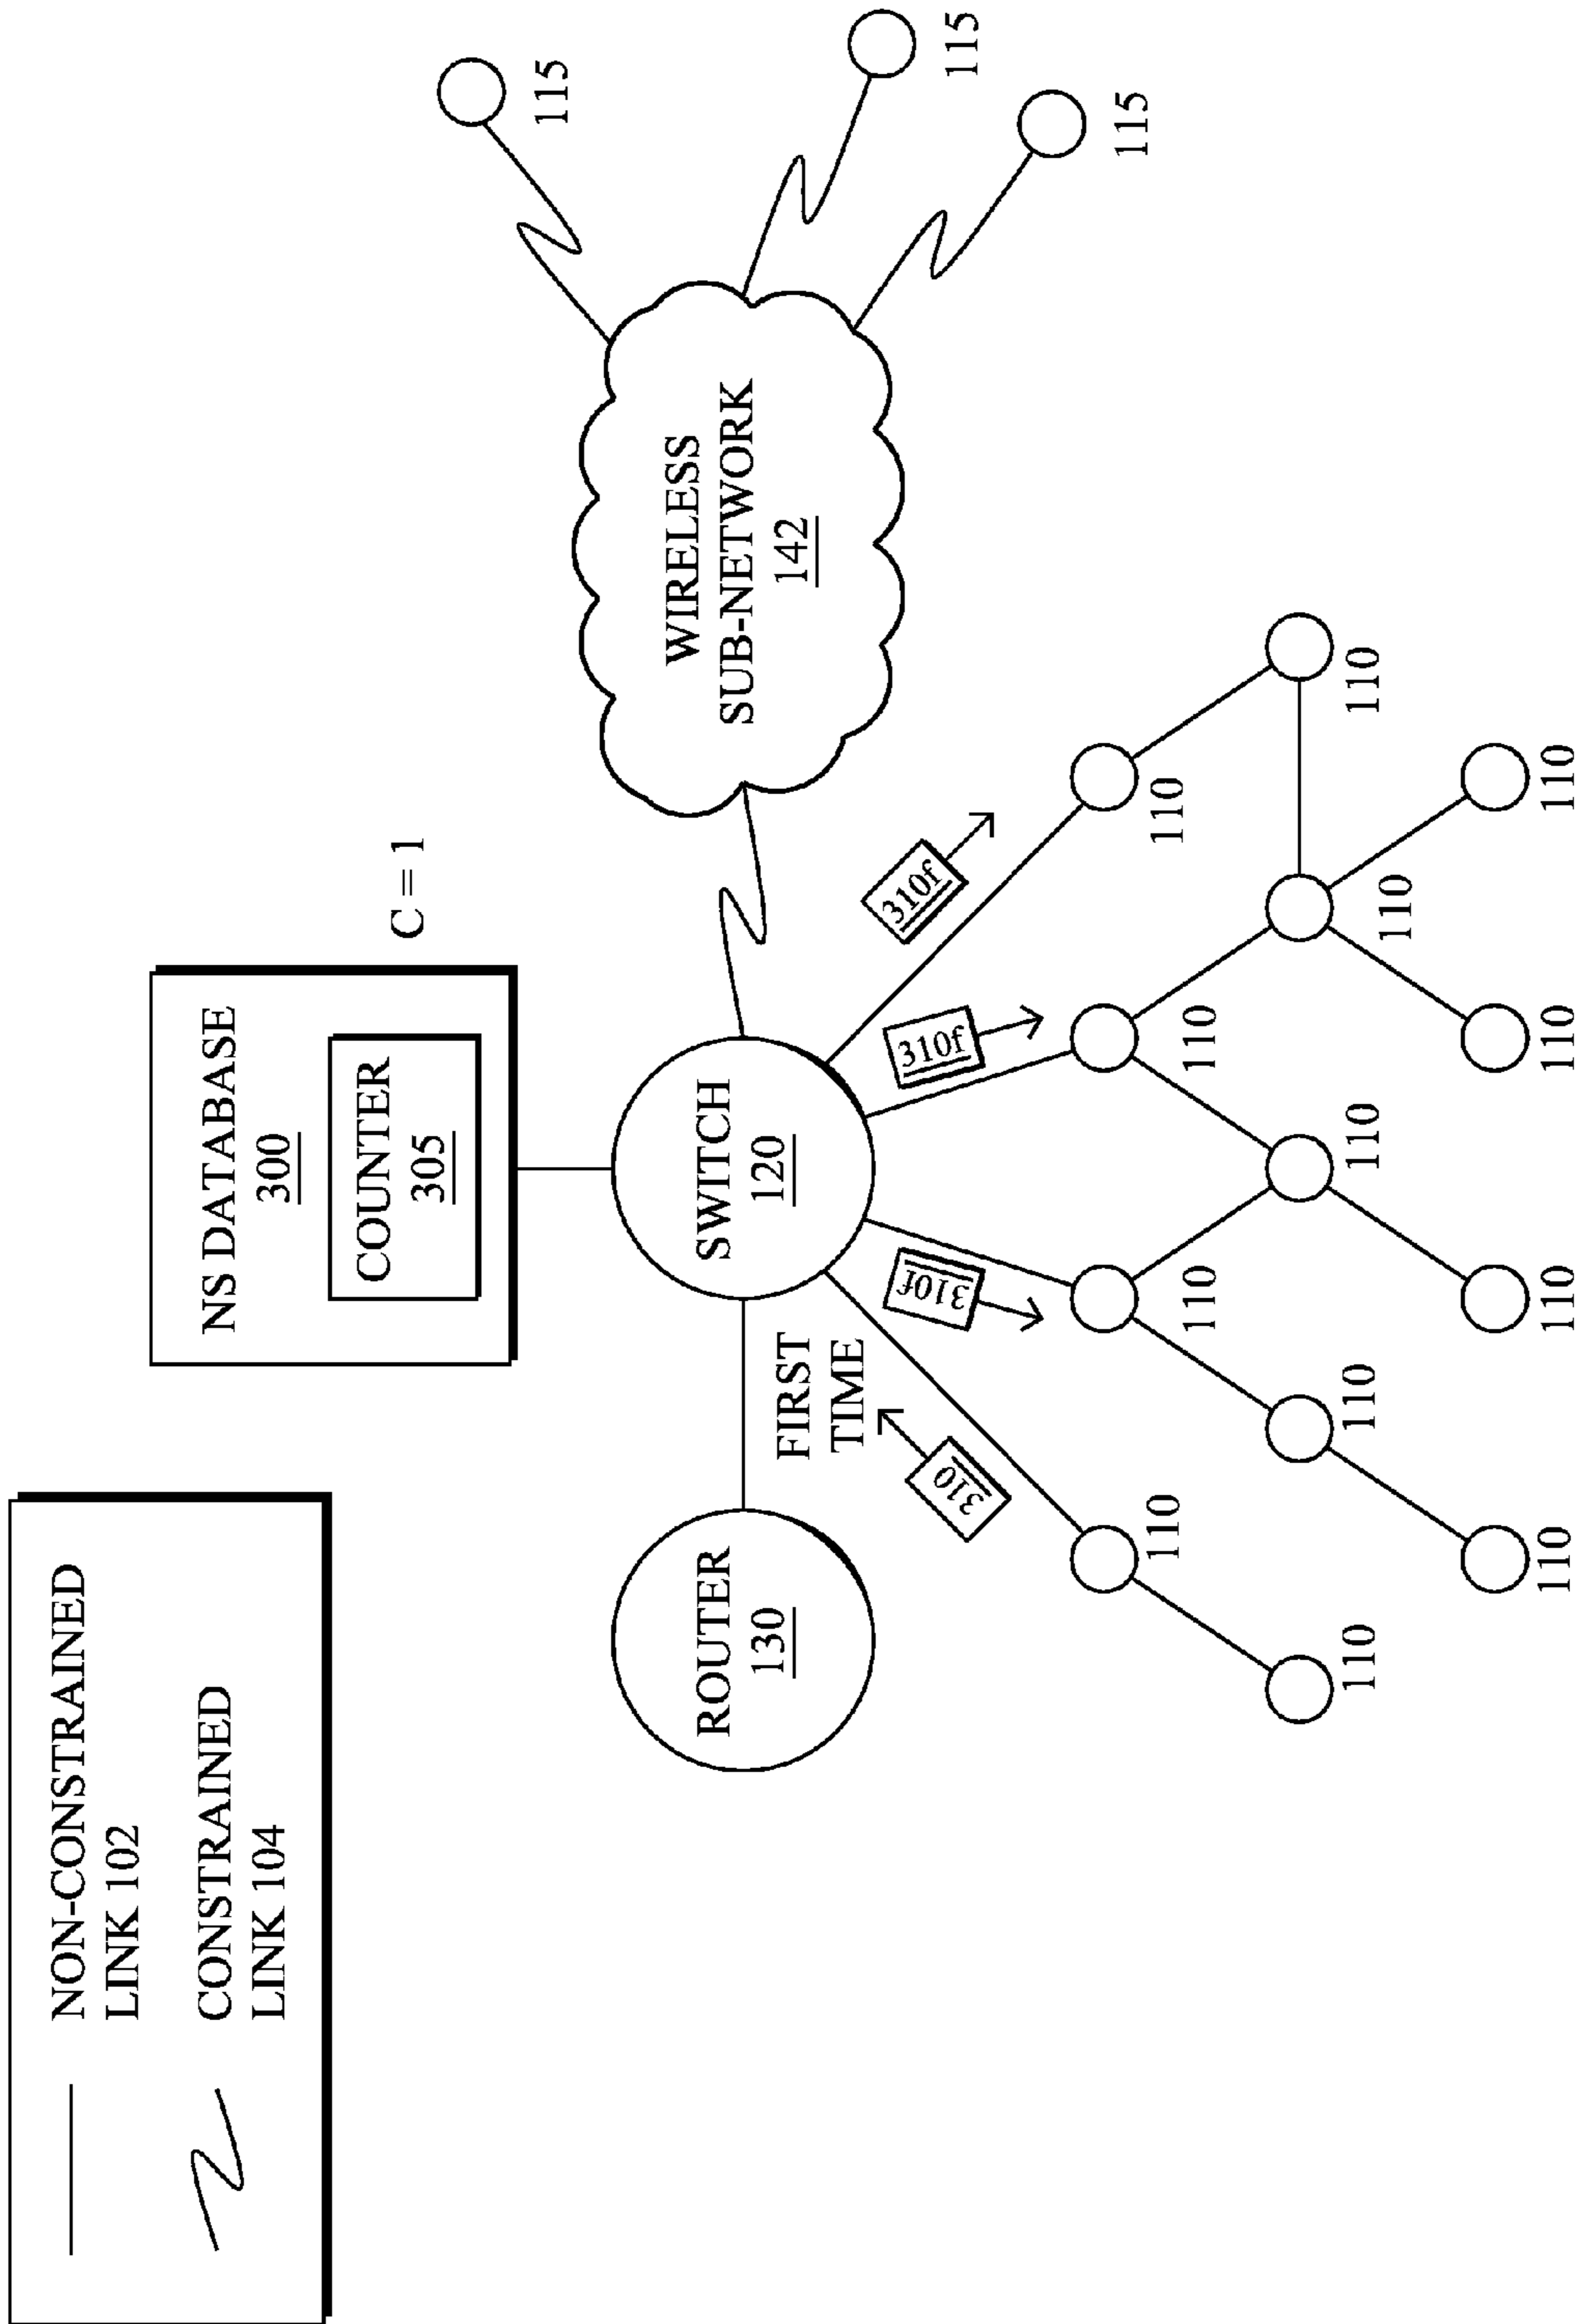 NON-CONSTRAINED
LINK 102
CONSTRAINED
LINK 104
NS DATABASE
300
COUNTER
305
C = 1
115
115
115
ROUTER
130
SWITCH
120
WIRELESS
SUB-NETWORK
142
FIRST
TIME
310
310f
310f
310f
110
110
110
110
110
110
110
110
110
110
110
110
110